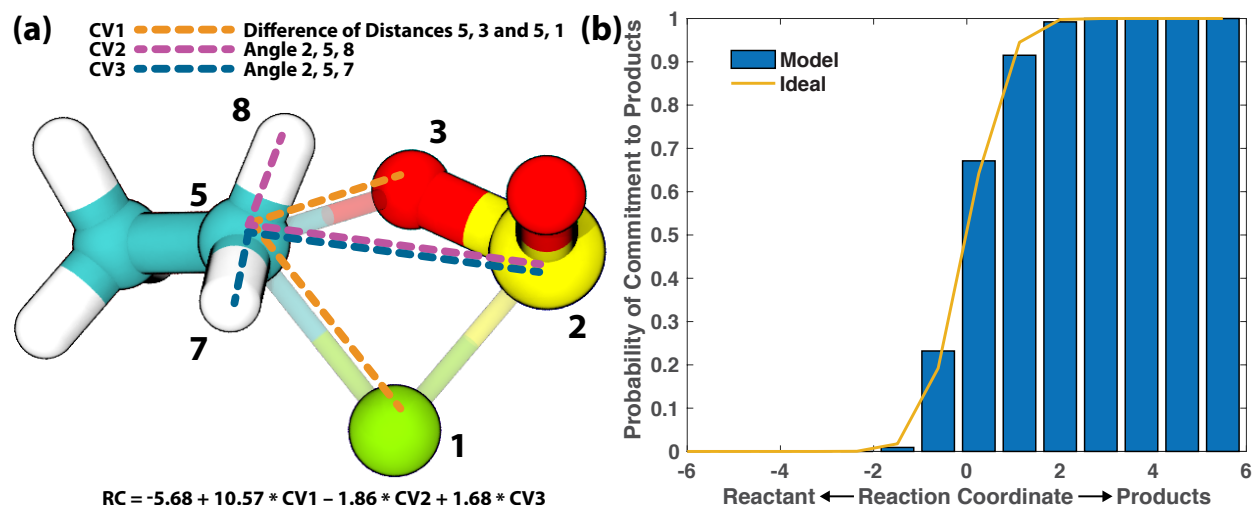 (a)
CV1 Difference of Distances 5, 3 and 5, 1
CV2 Angle 2, 5, 8
CV3 Angle 2, 5, 7
8
3
5
2
7
1
RC = -5.68 + 10.57 * CV1 – 1.86 * CV2 + 1.68 * CV3
(b)
Probability of Commitment to Products
1
0.9
0.8
0.7
0.6
0.5
0.4
0.3
0.2
0.1
0
Model
Ideal
-6 -4 -2 0 2 4 6
Reactant ← Reaction Coordinate → Products